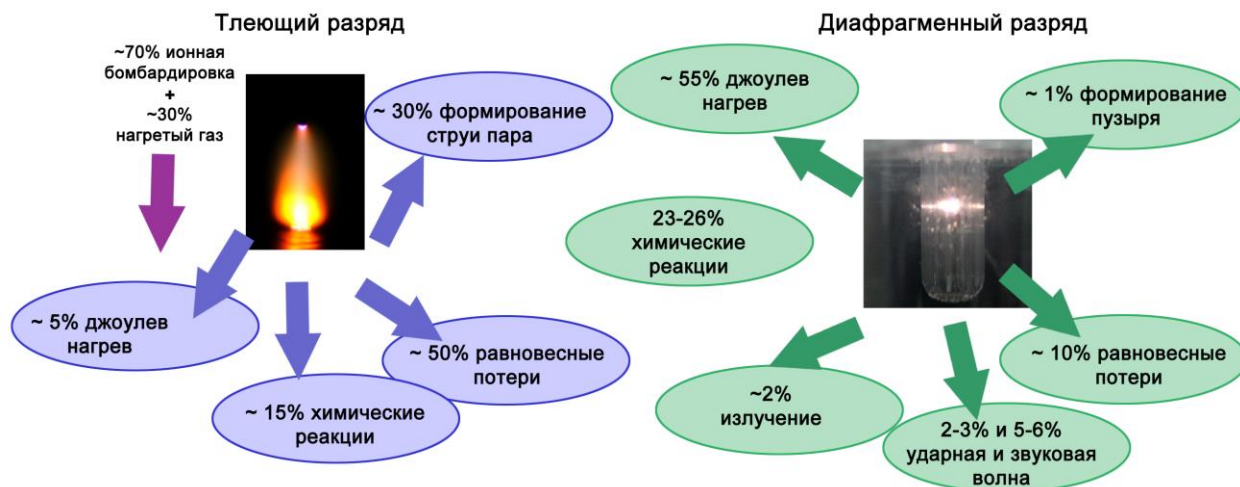 Тлеющий разряд
~70% ионная
бомбардировка
+
~30%
нагретый газ
~ 30% формирование
струи пара
~ 5% джоулев
нагрев
~ 50% равновесные
потери
~ 15% химические
реакции
Диафрагменный разряд
~ 55% джоулев
нагрев
~ 1% формирование
пузыря
23-26%
химические
реакции
~ 10% равновесные
потери
~2%
излучение
2-3% и 5-6%
ударная и звуковая
волна